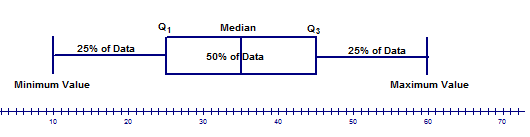 Q1 Median Q3
25% of Data 50% of Data 25% of Data
Minimum Value Maximum Value
10 20 30 40 50 60 70